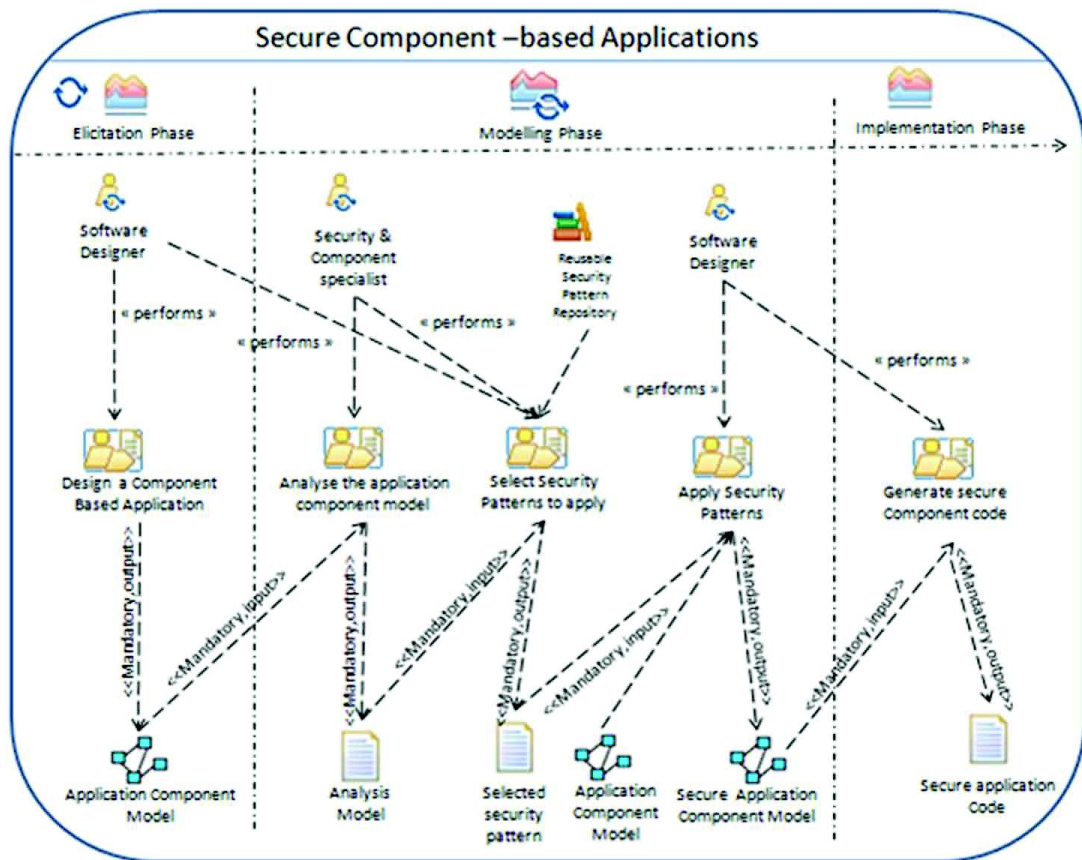 Secure Component –based Applications
Elicitation Phase
Modelling Phase
Implementation Phase
Software
Designer
Security &
Component
specialist
Reusable
Security
Pattern
Repository
Software
Designer
« performs »
« performs »
« performs »
« performs »
« performs »
Design a Component
Based Application
Analyse the application
component model
Select Security
Patterns to apply
Apply Security
Patterns
Generate secure
Component code
<<Mandatory,output>>
<<Mandatory,input>>
<<Mandatory,output>>
<<Mandatory,input>>
<<Mandatory,output>>
<<Mandatory,input>>
<<Mandatory,output>>
<<Mandatory,input>>
<<Mandatory,output>>
Application Component
Model
Analysis
Model
Selected
security
pattern
Application
Component
Model
Secure Application
Component Model
Secure application
Code